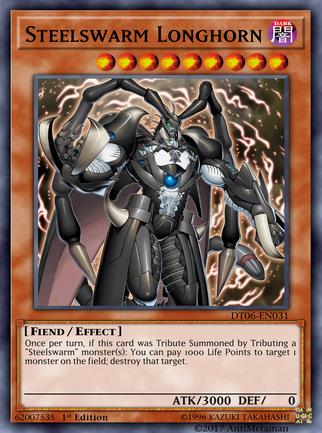 STEELSWARM LONGHORN
DARK
闇
DT06-EN031
[FIEND / EFFECT]
Once per turn, if this card was Tribute Summoned by Tributing a
"Steelswarm" monster(s): You can pay 1000 Life Points to target 1
monster on the field; destroy that target.
ATK/3000 DEF/ 0
62007535 1st Edition ©1996 KAZUKI TAKAHASHI
©2017 AntiMetaman